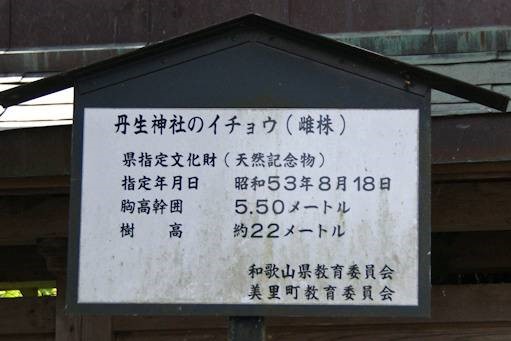 丹生神社のイチョウ（雌株）
県指定文化財（天然記念物）
指定年月日　昭和53年8月18日
胸高幹囲　5.50メートル
樹　高　約22メートル
和歌山県教育委員会
美里町教育委員会